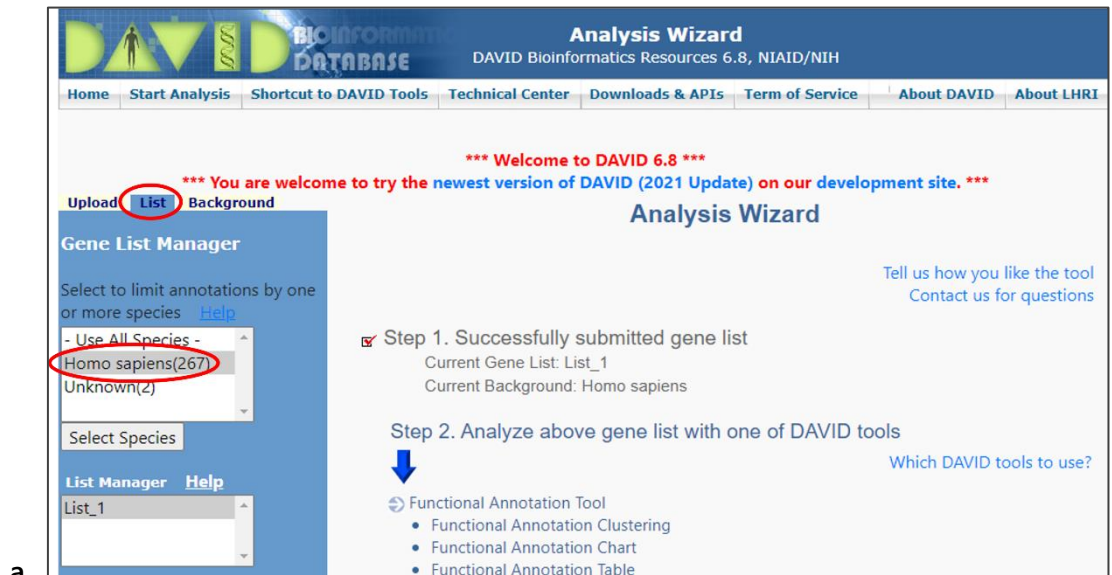 DAVID BIOINFORMATICS DATABASE
Analysis Wizard
DAVID Bioinformatics Resources 6.8, NIAID/NIH
Home Start Analysis Shortcut to DAVID Tools Technical Center Downloads & APIs Term of Service About DAVID About LHRI
*** Welcome to DAVID 6.8 ***
*** You are welcome to try the newest version of DAVID (2021 Update) on our development site. ***
Upload List Background
Analysis Wizard
Gene List Manager
Tell us how you like the tool
Contact us for questions
Select to limit annotations by one
or more species Help
- Use All Species -
Homo sapiens(267)
Unknown(2)
Select Species
List Manager Help
List_1
Step 1. Successfully submitted gene list
Current Gene List: List_1
Current Background: Homo sapiens
Step 2. Analyze above gene list with one of DAVID tools
Which DAVID tools to use?
Functional Annotation Tool
• Functional Annotation Clustering
• Functional Annotation Chart
• Functional Annotation Table
a